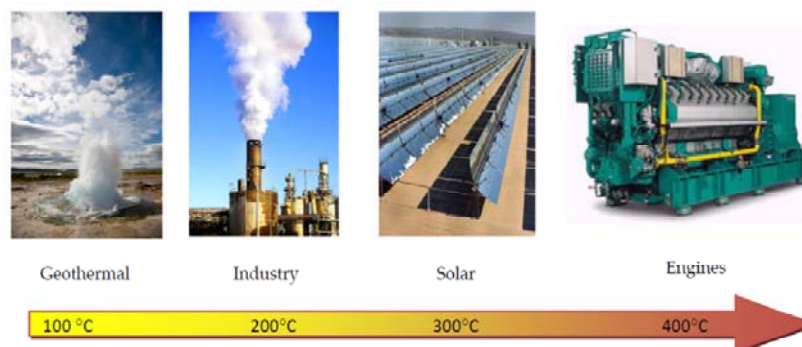 Geothermal
Industry
Solar
Engines
100 °C
200°C
300°C
400°C